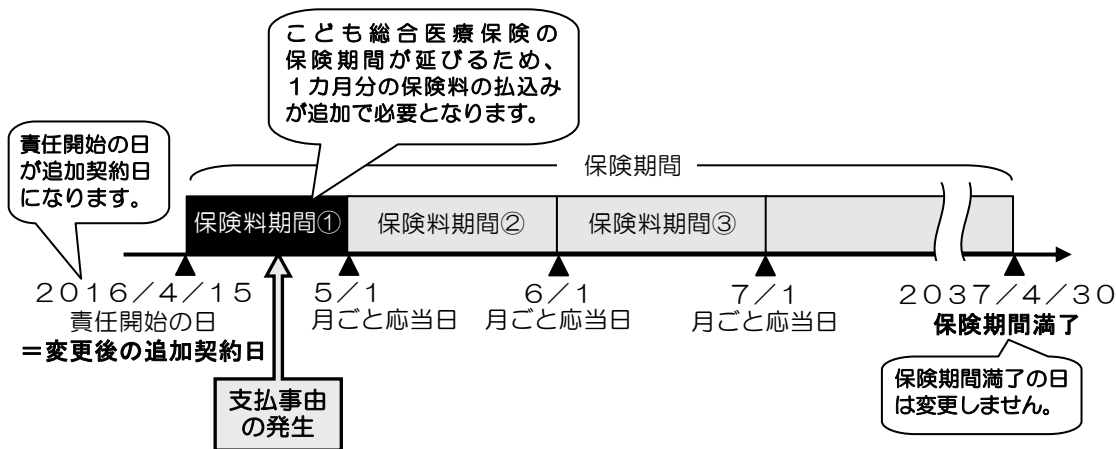 こども総合医療保険の
保険期間が延びるため、
1カ月分の保険料の払込み
が追加で必要となります。
責任開始の日
が追加契約日
になります。
保険期間
保険料期間①
保険料期間②
保険料期間③
2016/4/15
5/1
6/1
7/1
2037/4/30
責任開始の日
月ごと応当日
月ごと応当日
月ごと応当日
保険期間満了
=変更後の追加契約日
支払事由
の発生
保険期間満了の日
は変更しません。